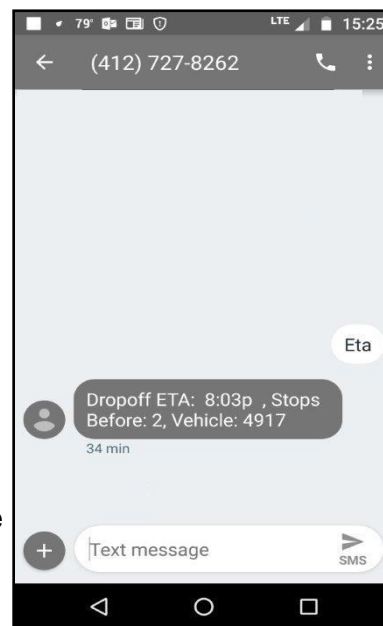 79° LTE 15:25
(412) 727-8262
Eta
Dropoff ETA: 8:03p , Stops
Before: 2, Vehicle: 4917
34 min
e
Text message
SMS